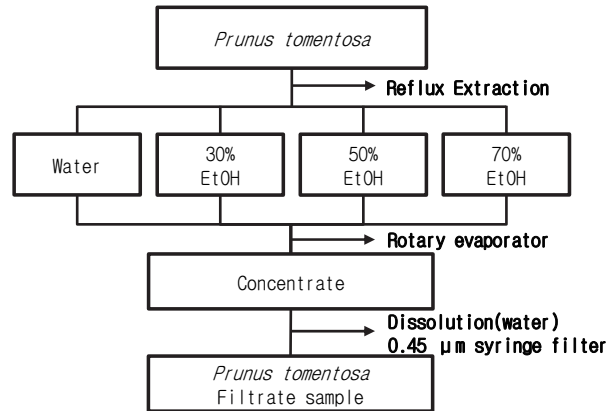 Prunus tomentosa
Reflux Extraction
Water
30%
EtOH
50%
EtOH
70%
EtOH
Rotary evaporator
Concentrate
Dissolution(water)
0.45 μm syringe filter
Prunus tomentosa
Filtrate sample